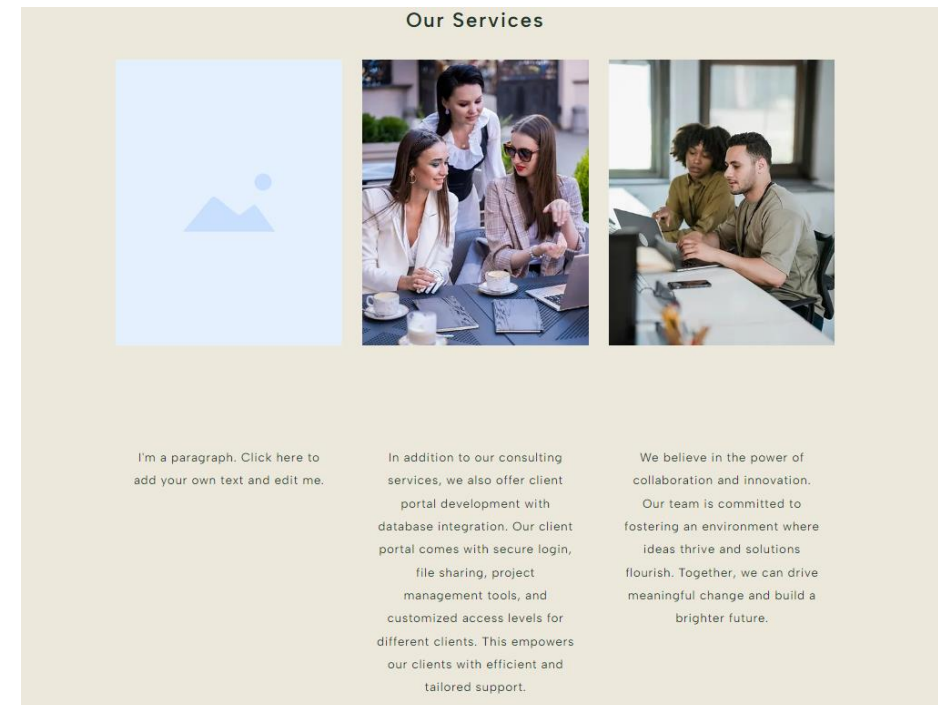 Our Services
I'm a paragraph. Click here to
add your own text and edit me.
In addition to our consulting
services, we also offer client
portal development with
database integration. Our client
portal comes with secure login,
file sharing, project
management tools, and
customized access levels for
different clients. This empowers
our clients with efficient and
tailored support.
We believe in the power of
collaboration and innovation.
Our team is committed to
fostering an environment where
ideas thrive and solutions
flourish. Together, we can drive
meaningful change and build a
brighter future.